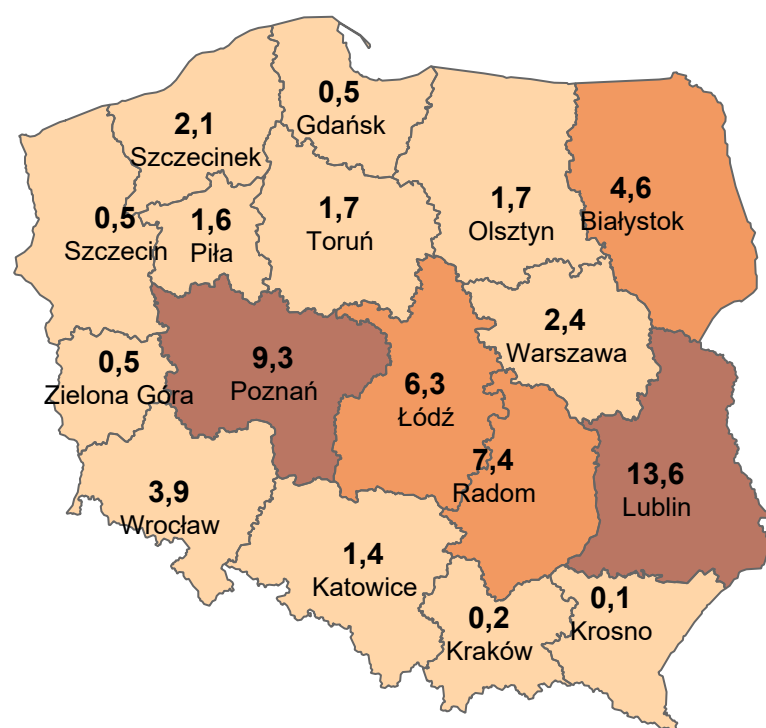 0,5
Gdańsk
2,1
Szczecinek
4,6
Białystok
1,7
Olsztyn
1,7
Toruń
0,5
Szczecin
1,6
Piła
2,4
Warszawa
9,3
Poznań
0,5
Zielona Góra
6,3
Łódź
7,4
Radom
13,6
Lublin
3,9
Wrocław
1,4
Katowice
0,1
Krosno
0,2
Kraków